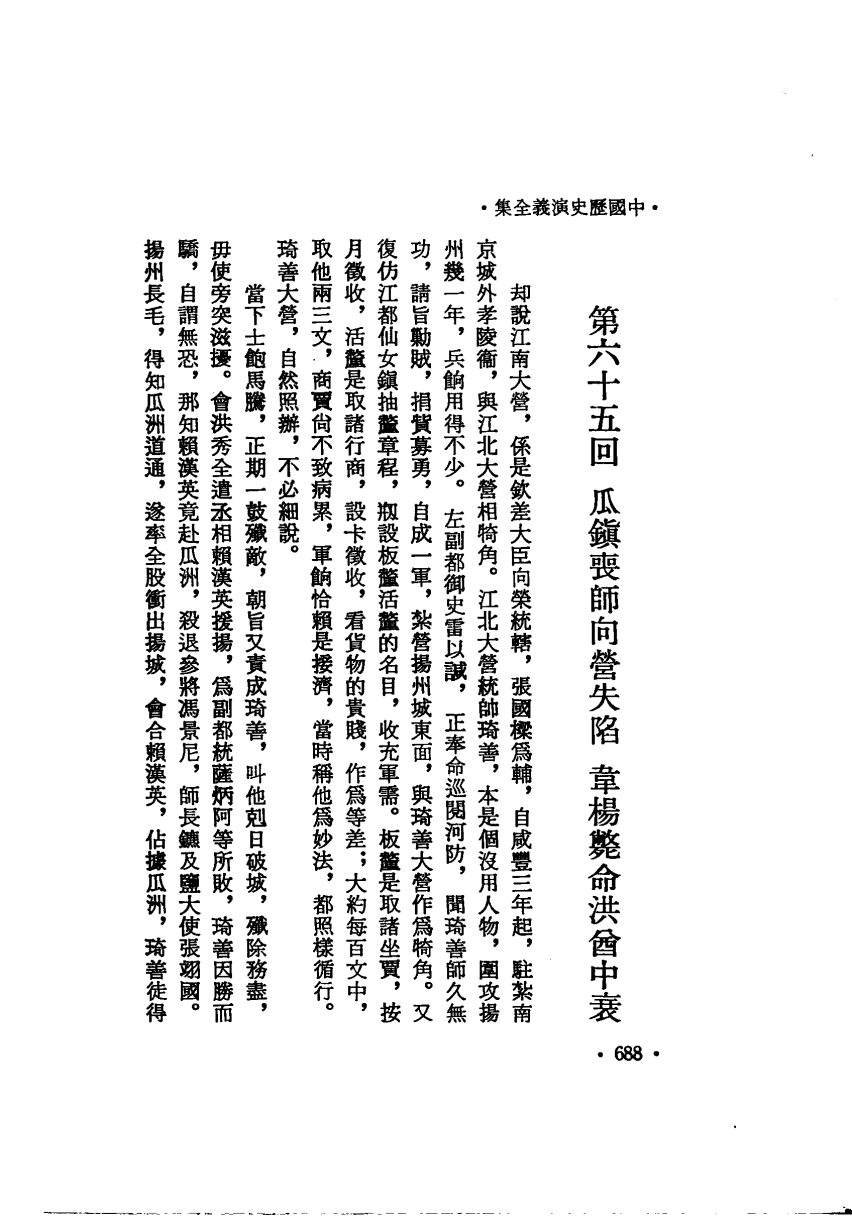 •中國歷史演義全集•
第六十五回 瓜鎮喪師向營失陷 韋楊斃命洪酋中衰
却說江南大營，係是欽差大臣向榮統轄，張國樑爲輔，自咸豐三年起，駐紮南
京城外孝陵衞，與江北大營相犄角。江北大營統帥琦善，本是個沒用人物，圍攻揚
州幾一年，兵餉用得不少。左副都御史雷以諴，正奉命巡閱河防，聞琦善師久無
功，請旨勦賊，捐貲募勇，自成一軍，紮營揚州城東面，與琦善大營作爲犄角。又
復仿江都仙女鎮抽釐章程，刱設板釐活釐的名目，收充軍需。板釐是取諸坐賈，按
月徵收，活釐是取諸行商，設卡徵收，看貨物的貴賤，作爲等差；大約每百文中，
取他兩三文，商賈尙不致病累，軍餉恰賴是接濟，當時稱他爲妙法，都照樣循行。
琦善大營，自然照辦，不必細說。
當下士飽馬騰，正期一鼓殲敵，朝旨又責成琦善，叫他剋日破城，殲除務盡，
毋使旁突滋擾。會洪秀全遣丞相賴漢英援揚，爲副都統薩炳阿等所敗，琦善因勝而
驕，自謂無恐，那知賴漢英竟赴瓜洲，殺退參將馮景尼，師長鑣及鹽大使張翊國。
揚州長毛，得知瓜洲道通，遂率全股衝出揚城，會合賴漢英，佔據瓜洲，琦善徒得
•688•